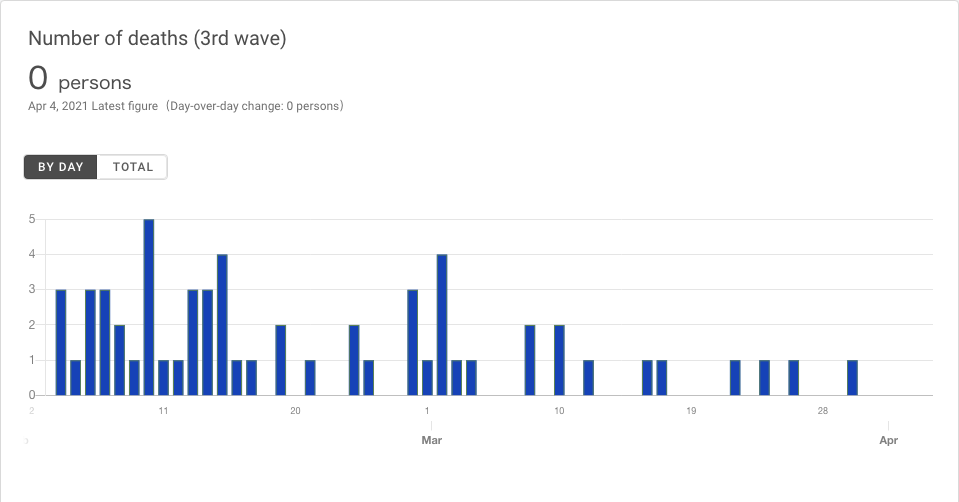 Number of deaths (3rd wave)
0 persons
Apr 4, 2021 Latest figure（Day-over-day change: 0 persons）
BY DAY TOTAL
5
4
3
2
1
0
2 11 20 1 10 19 28
Mar Apr